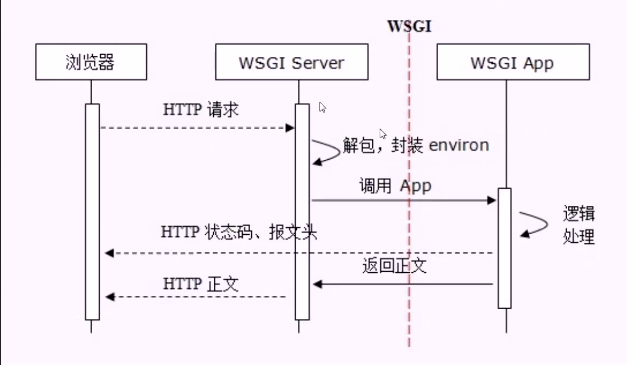 WSGI
浏览器
WSGI Server
WSGI App
HTTP 请求
解包，封装 environ
调用 App
逻辑
处理
HTTP 状态码、报文头
返回正文
HTTP 正文